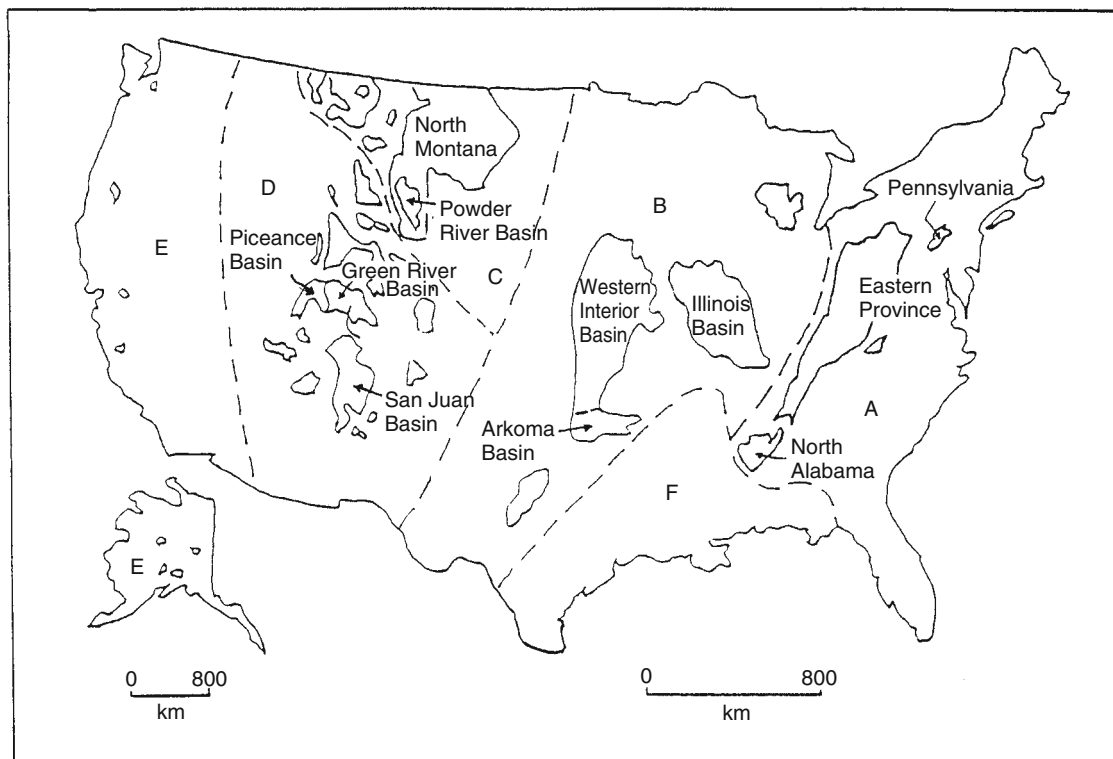 North
Montana
Pennsylvania
D
B
Powder
River Basin
Piceance
Basin
E
Green River
Basin
C
Western
Interior
Basin
Illinois
Basin
Eastern
Province
San Juan
Basin
A
Arkoma
Basin
North
Alabama
F
E
0 800
km
0 800
km